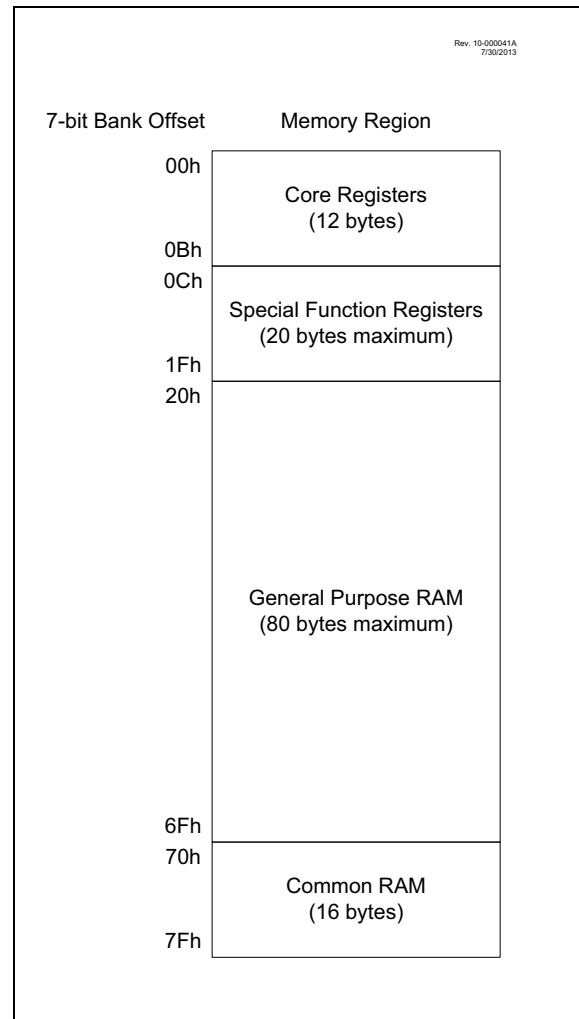 Rev. 10-000041A
7/30/2013
7-bit Bank Offset Memory Region
00h
Core Registers
(12 bytes)
0Bh
0Ch
Special Function Registers
(20 bytes maximum)
1Fh
20h
General Purpose RAM
(80 bytes maximum)
6Fh
70h
Common RAM
(16 bytes)
7Fh